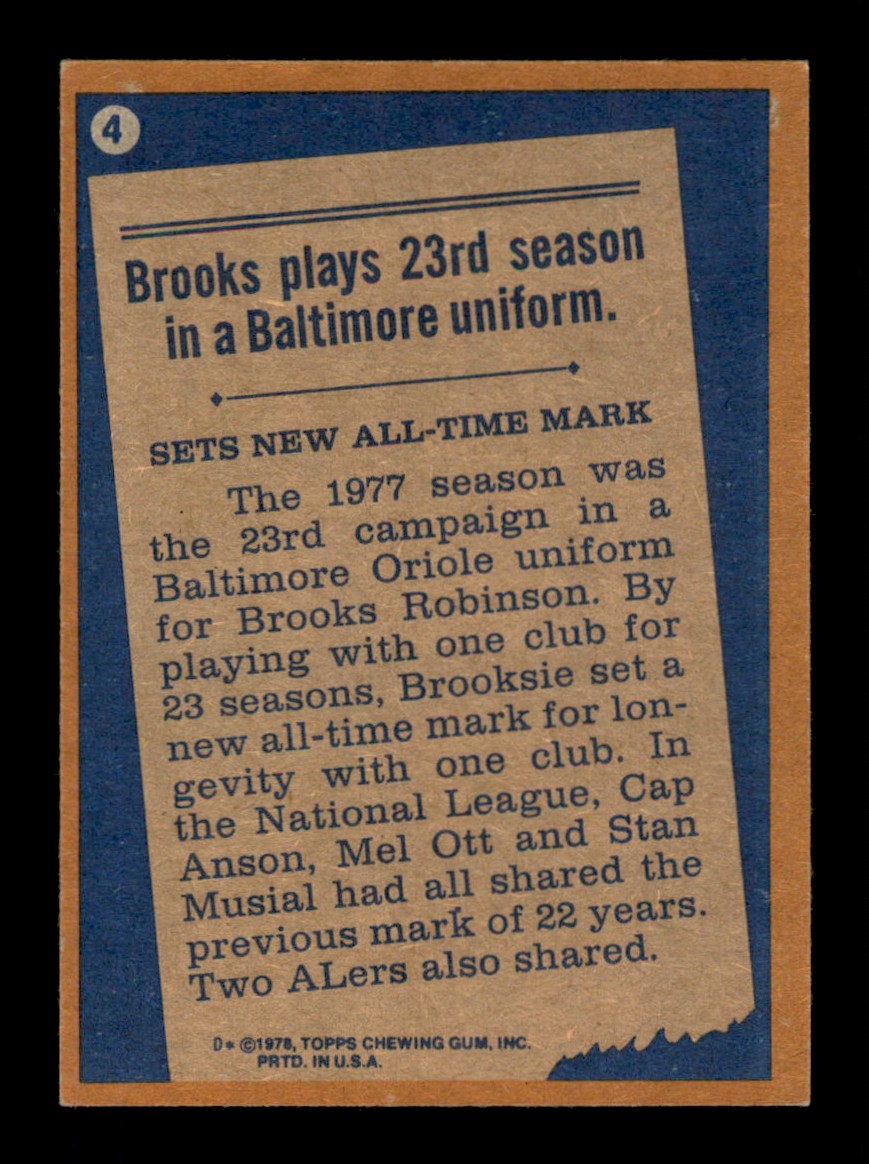 4
Brooks plays 23rd season
in a Baltimore uniform.
SETS NEW ALL-TIME MARK
The 1977 season was
the 23rd campaign in a
Baltimore Oriole uniform
for Brooks Robinson. By
playing with one club for
23 seasons, Brooksie set a
new all-time mark for lon-
gevity with one club. In
the National League, Cap
Anson, Mel Ott and Stan
Musial had all shared the
previous mark of 22 years.
Two ALers also shared.
D* ©1978, TOPPS CHEWING GUM, INC.
PRTD. IN U.S.A.